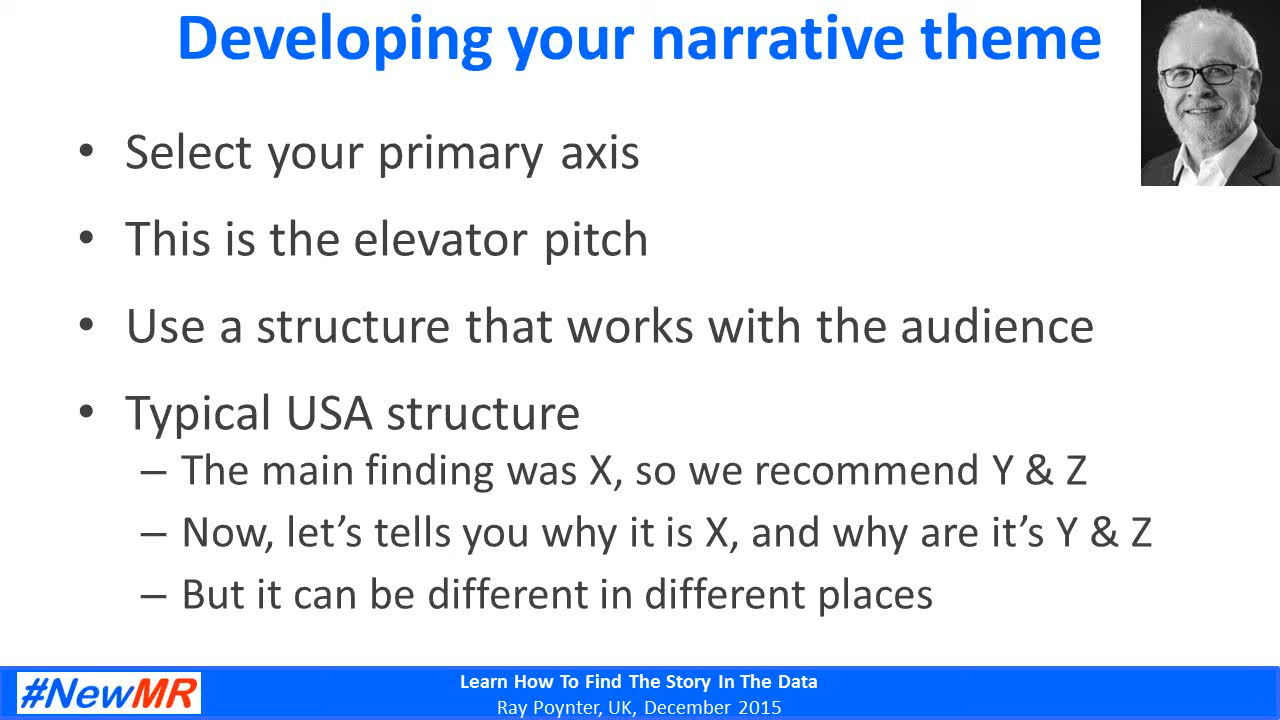 Developing your narrative theme
• Select your primary axis
• This is the elevator pitch
• Use a structure that works with the audience
• Typical USA structure
– The main finding was X, so we recommend Y & Z
– Now, let’s tells you why it is X, and why are it’s Y & Z
– But it can be different in different places
#NewMR
Learn How To Find The Story In The Data
Ray Poynter, UK, December 2015